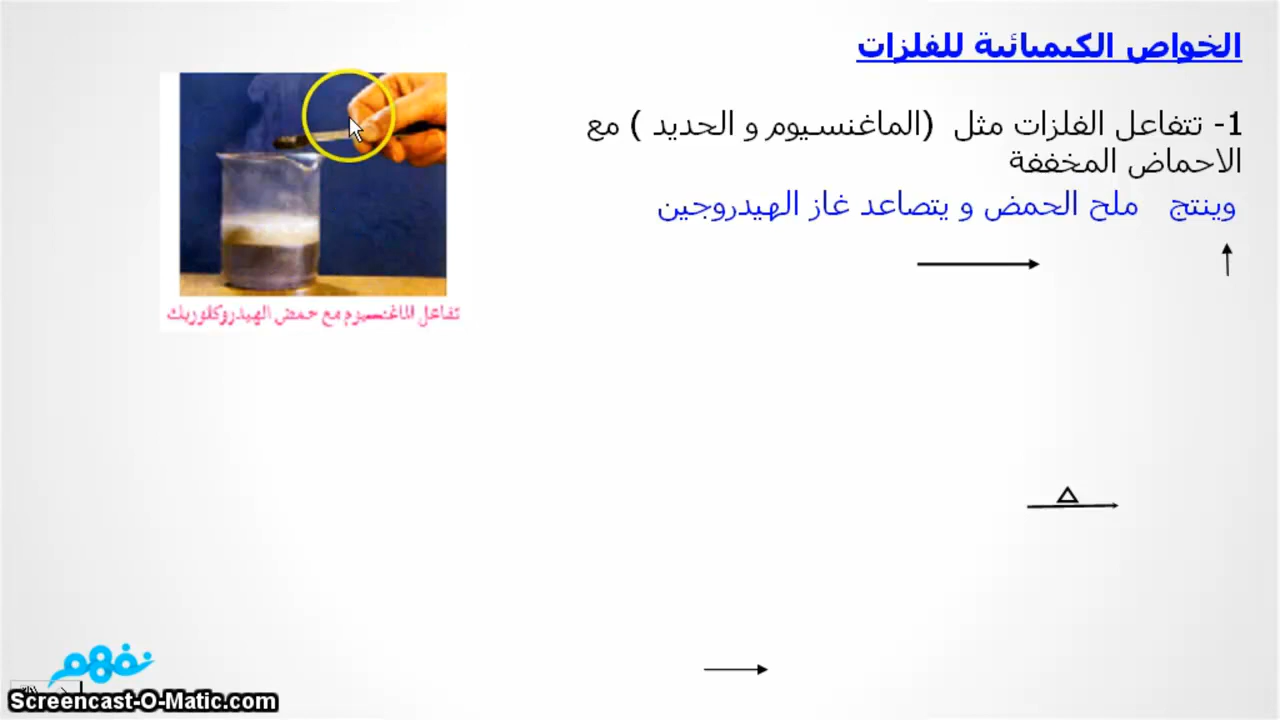 الخواص الكيميائية للفلزات
1- تتفاعل الفلزات مثل (الماغنسيوم و الحديد ) مع
الاحماض المخففة
وينتج ملح الحمض و يتصاعد غاز الهيدروجين
تفاعل الماغنسيوم مع حمض الهيدروكلوريك
نفهم
Screencast-O-Matic.com